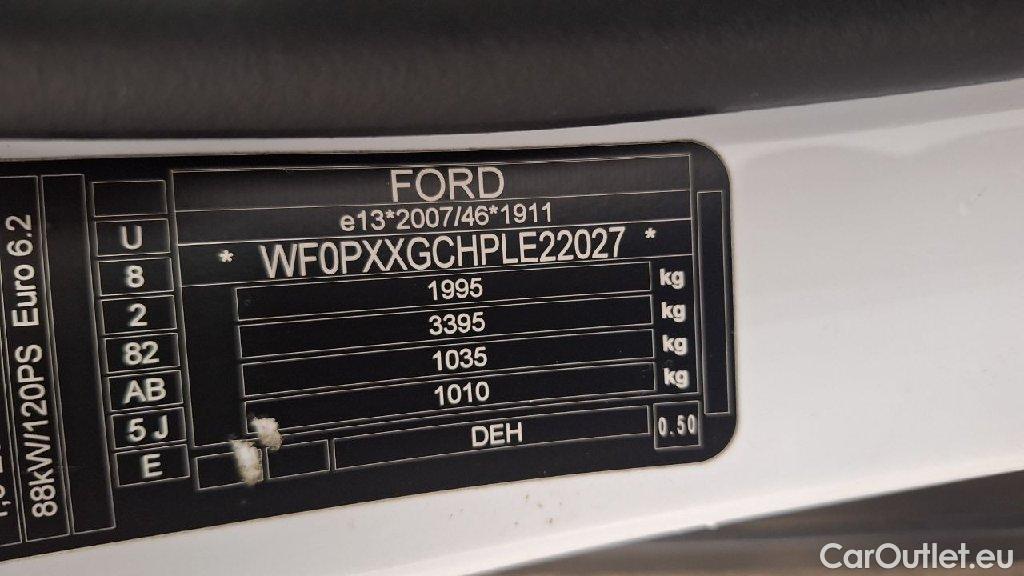 FORD
e13*2007/46*1911
* WF0PXXGCHPLE22027 *
1995 kg
3395 kg
1035 kg
1010 kg
DEH
0.50
U
8
2
82
AB
5 J
E
88kW/120PS Euro 6.2
CarOutlet.eu